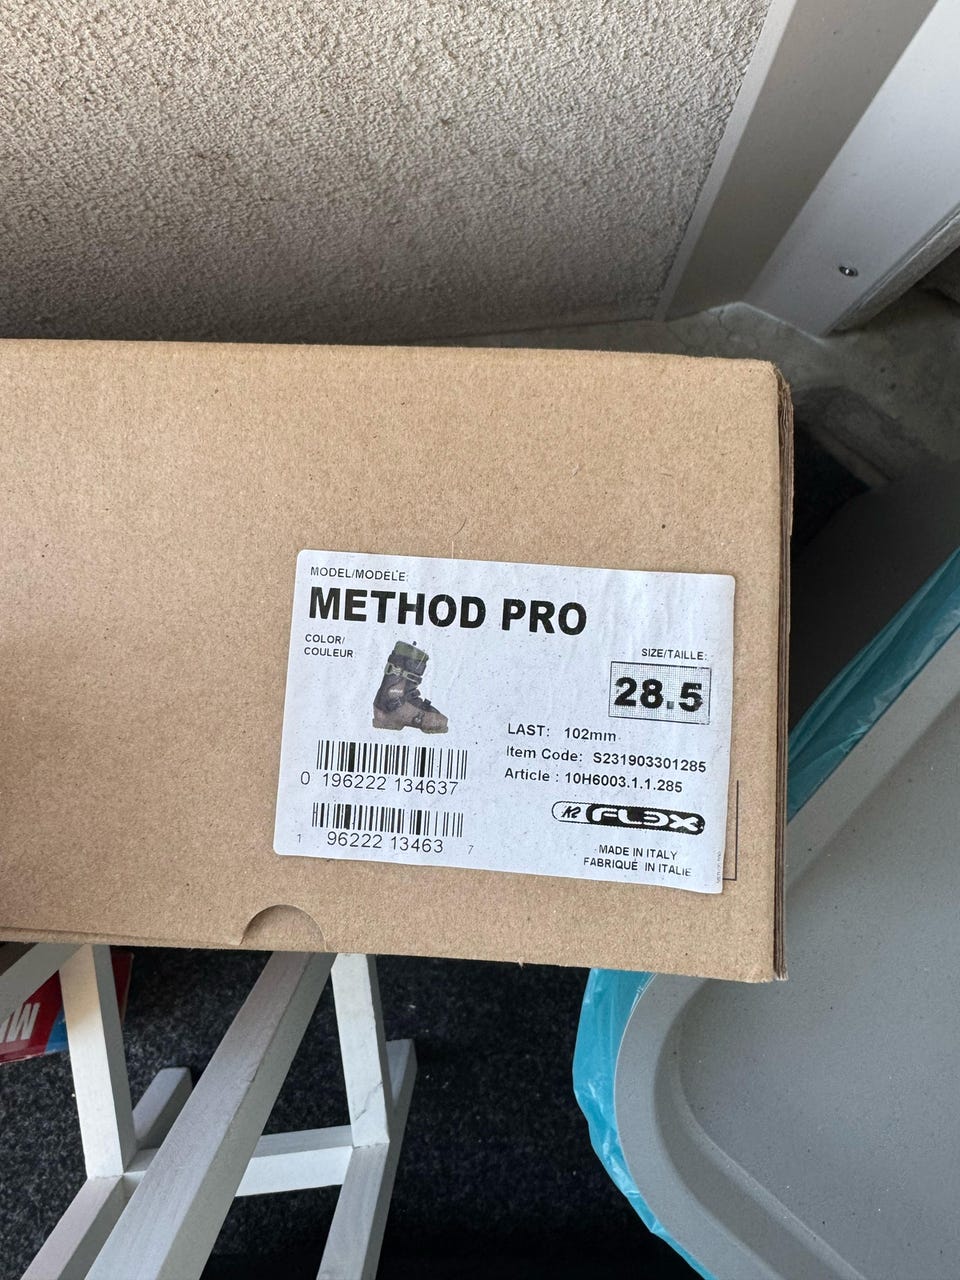 MODEL/MODELE:
METHOD PRO
COLOR/
COULEUR
SIZE/TAILLE:
28.5
LAST: 102mm
Item Code: S231903301285
Article : 10H6003.1.1.285
0 196222 134637
K2 FL3X
1 96222 13463 7
MADE IN ITALY
FABRIQUÉ IN ITALIE